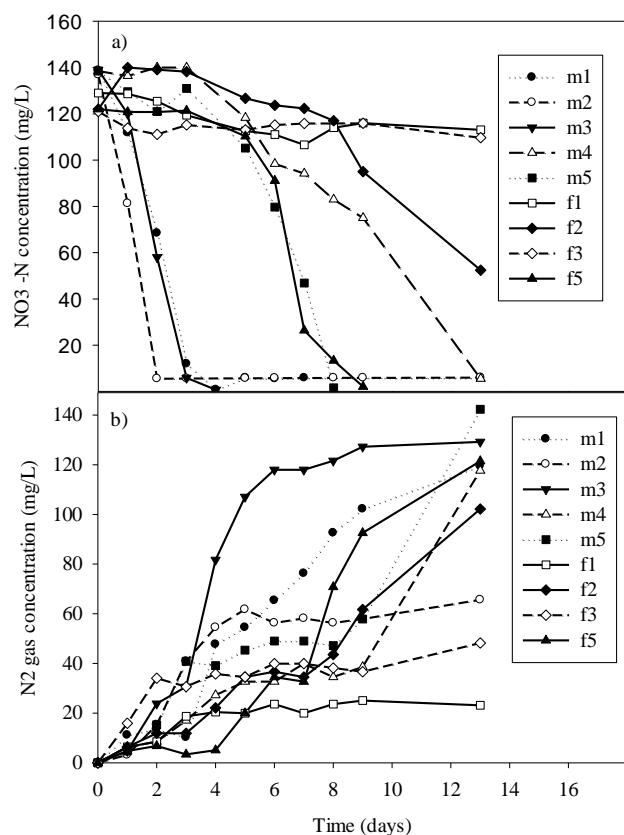 160
a)
140
120
100
80
60
40
20
NO3 -N concentration (mg/L)
m1
m2
m3
m4
m5
f1
f2
f3
f5
b)
140
120
100
80
60
40
20
0
N2 gas concentration (mg/L)
m1
m2
m3
m4
m5
f1
f2
f3
f5
0 2 4 6 8 10 12 14 16
Time (days)